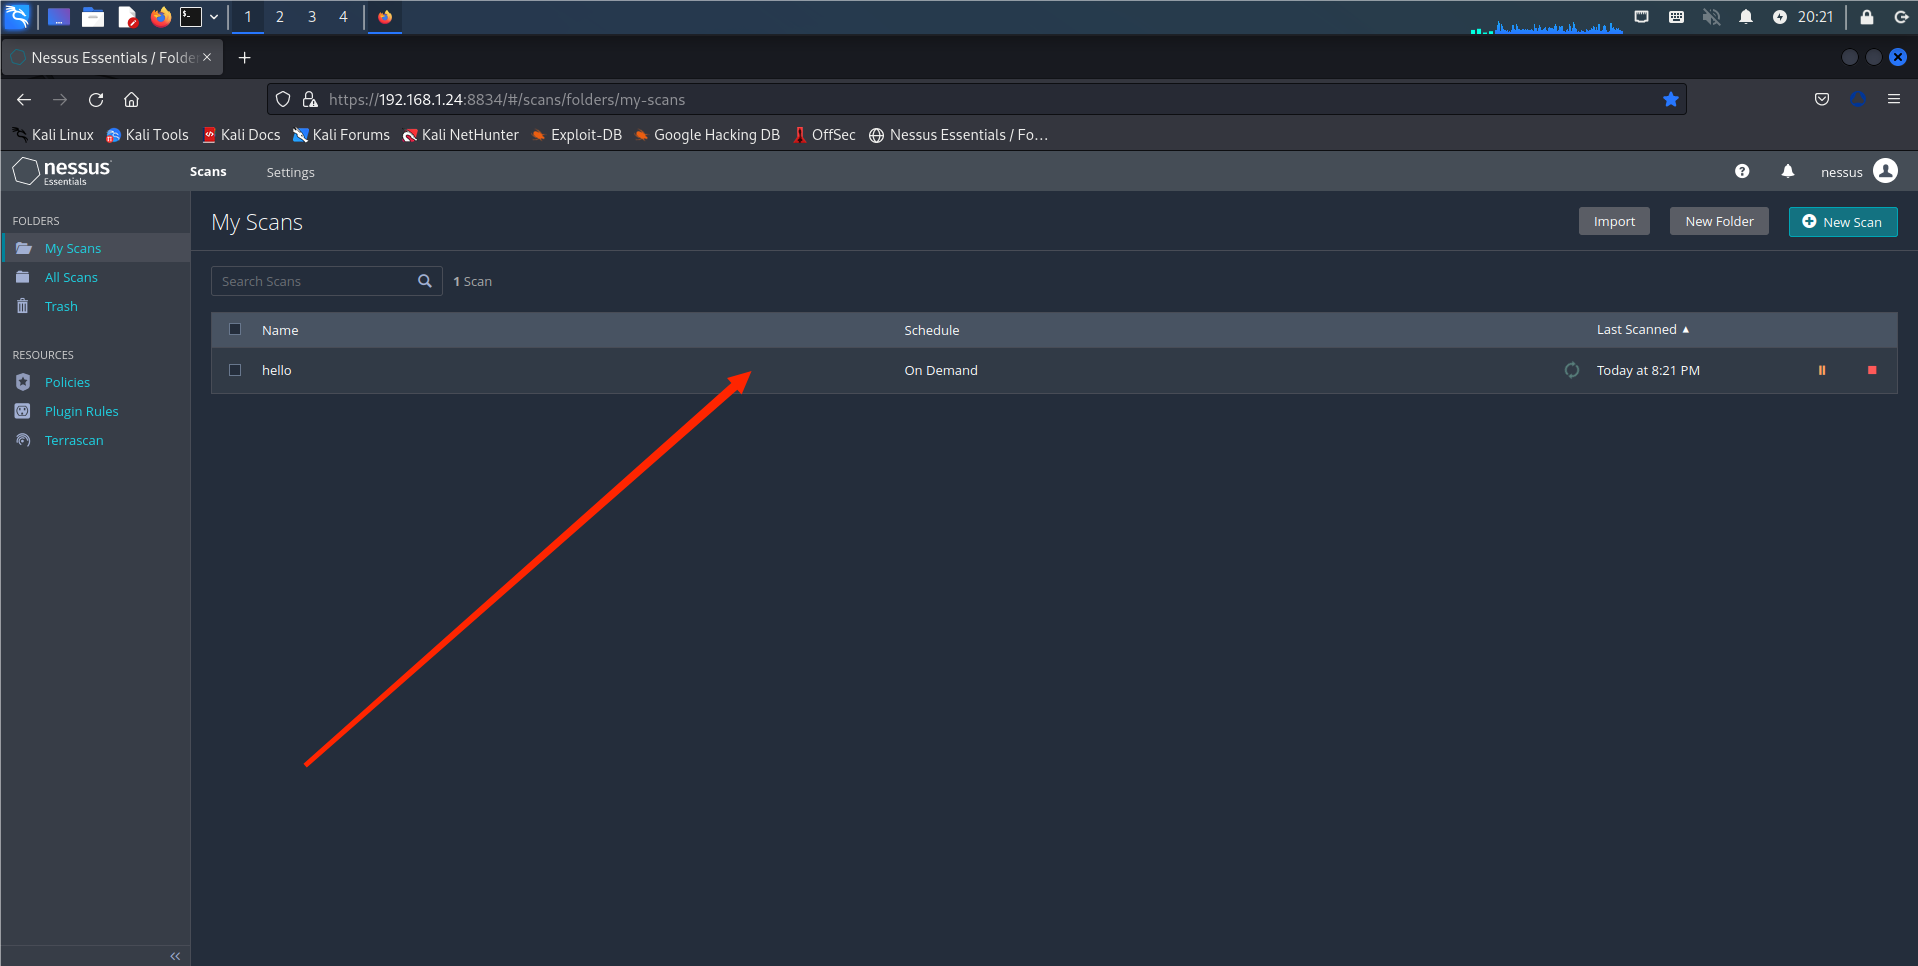 1 2 3 4 20:21
Nessus Essentials / Folde
https://192.168.1.24:8834/#/scans/folders/my-scans
Kali Linux Kali Tools Kali Docs Kali Forums Kali NetHunter Exploit-DB Google Hacking DB OffSec Nessus Essentials / Fo…
nessus Essentials Scans Settings nessus
FOLDERS
My Scans
All Scans
Trash
RESOURCES
Policies
Plugin Rules
Terrascan
My Scans Import New Folder New Scan
Search Scans 1 Scan
Name Schedule Last Scanned
hello On Demand Today at 8:21 PM